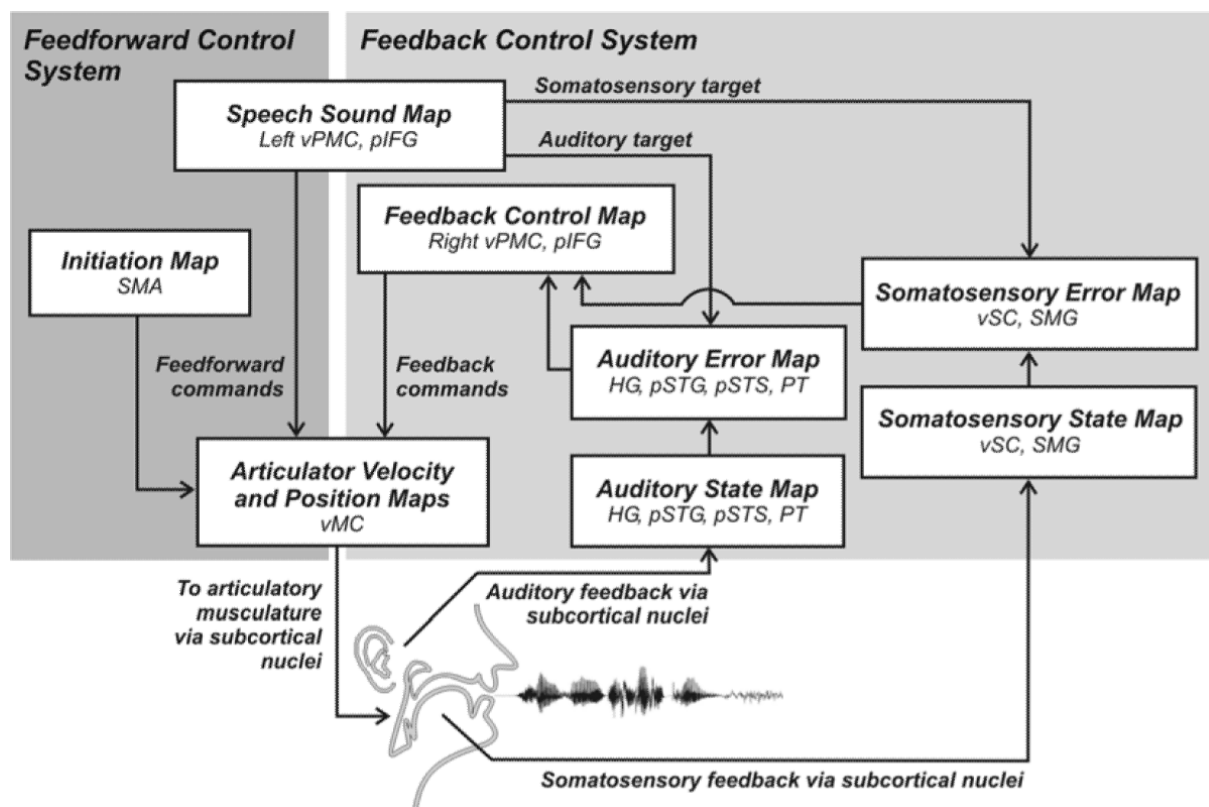 Feedforward Control
System
Feedback Control System
Speech Sound Map
Left vPMC, pIFG
Somatosensory target
Auditory target
Feedback Control Map
Right vPMC, pIFG
Initiation Map
SMA
Somatosensory Error Map
vSC, SMG
Feedforward
commands
Feedback
commands
Auditory Error Map
HG, pSTG, pSTS, PT
Somatosensory State Map
vSC, SMG
Articulator Velocity
and Position Maps
vMC
Auditory State Map
HG, pSTG, pSTS, PT
To articulatory
musculature
via subcortical
nuclei
Auditory feedback via
subcortical nuclei
Somatosensory feedback via subcortical nuclei